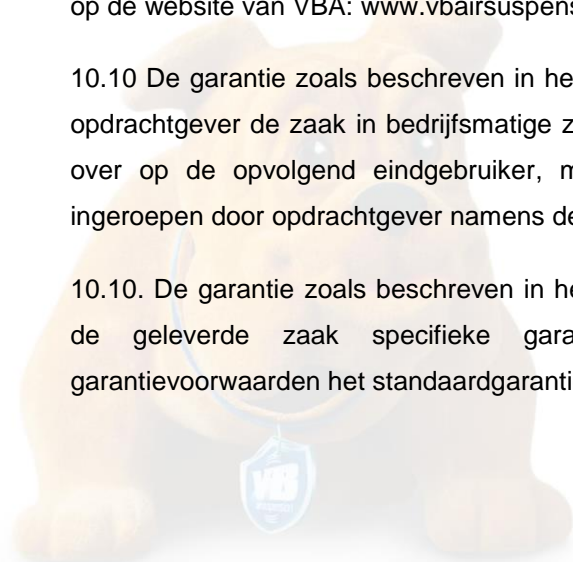 op de website van VBA: www.vbairsuspens
10.10 De garantie zoals beschreven in he
opdrachtgever de zaak in bedrijfsmatige z
over op de opvolgend eindgebruiker, m
ingeroepen door opdrachtgever namens de
10.10. De garantie zoals beschreven in he
de geleverde zaak specifieke gara
garantievoorwaarden het standaardgaranti
VB